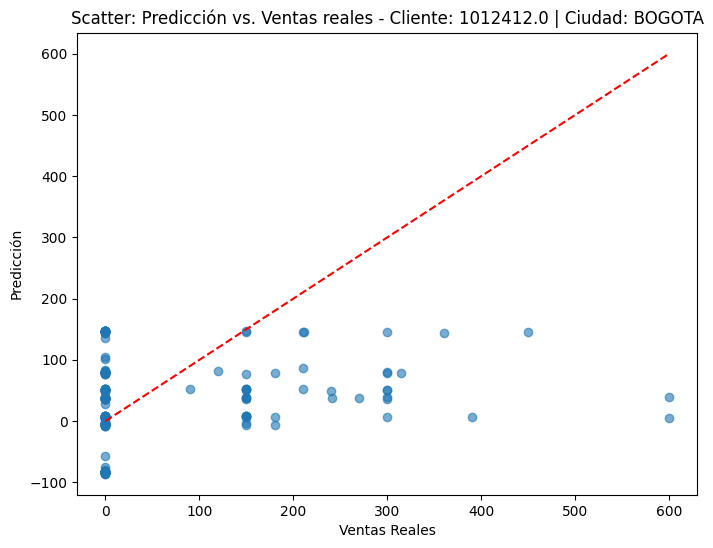 Scatter: Predicción vs. Ventas reales - Cliente: 1012412.0 | Ciudad: BOGOTA
600
500
400
300
200
100
0
−100
Predicción
0 100 200 300 400 500 600
Ventas Reales